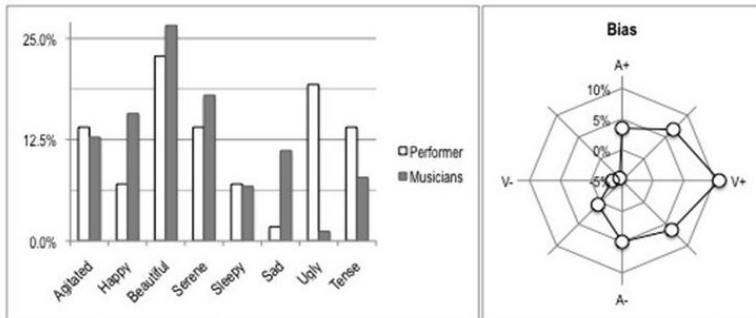 25.0%
12.5%
0.0%
Agitated
Happy
Beautiful
Serene
Sleepy
Sad
Ugly
Tense
Performer
Musicians
Bias
A+
10%
5%
0%
-5%
V-
V+
A-